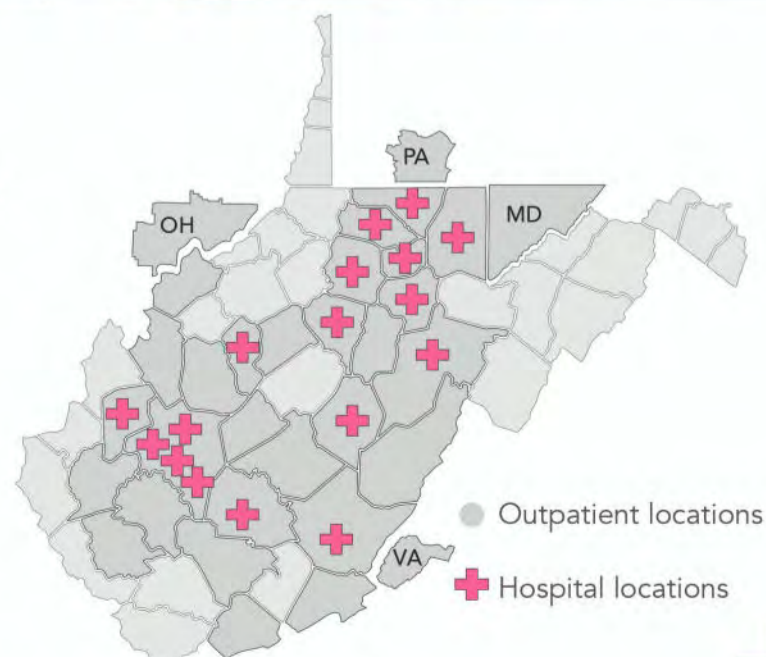 PA
OH
MD
Outpatient locations
VA
Hospital locations